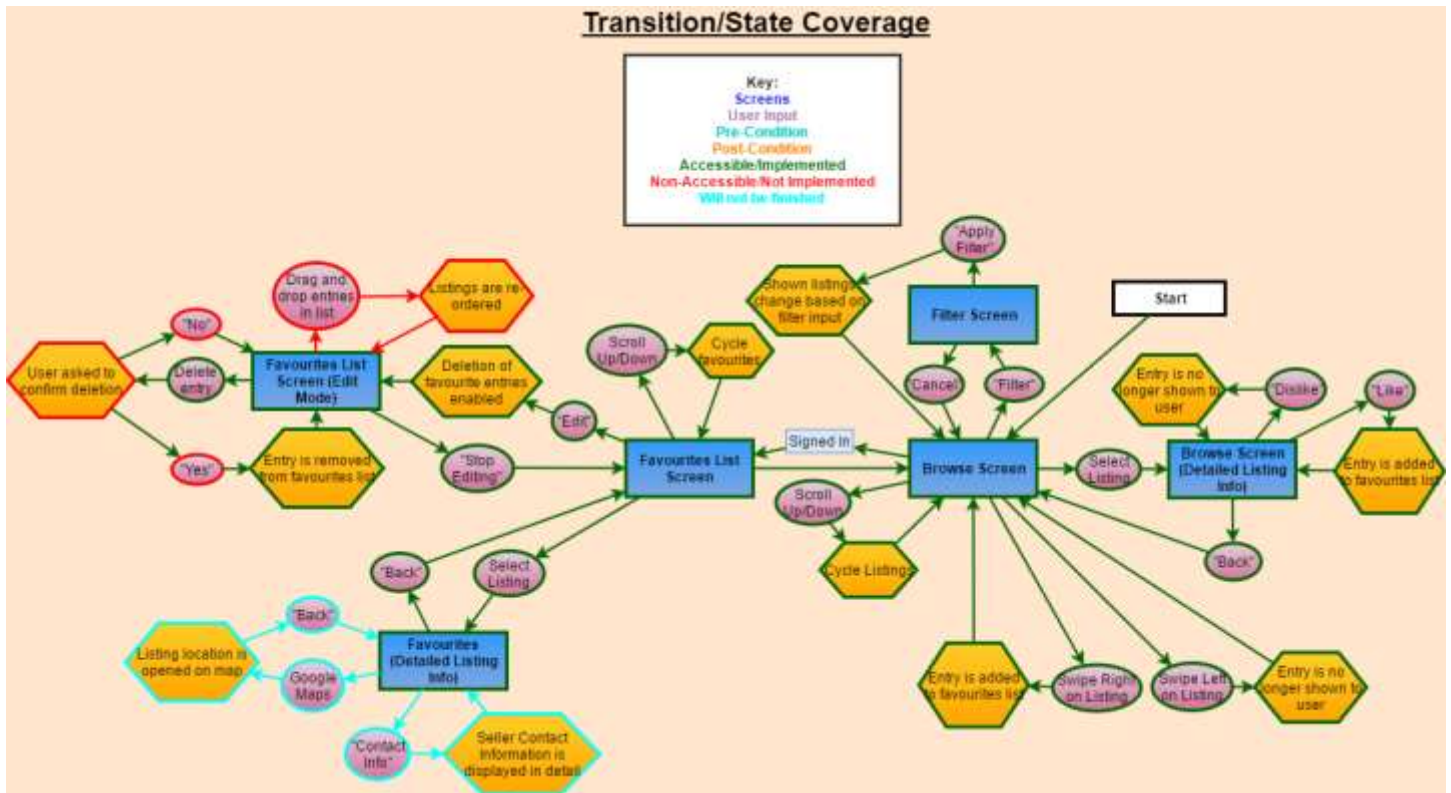 Transition/State Coverage
Key:
Screens
User Input
Pre-Condition
Post-Condition
Accessible/Implemented
Non-Accessible/Not Implemented
Will not be finished
"Apply
Filter"
Shown listings
change based on
filter input
Filter Screen
Start
Cancel
"Filter"
Drag and
drop entries
in list
Listings are re-
ordered
"No"
User asked to
confirm deletion
Delete
entry
Favourites List
Screen (Edit
Mode)
Deletion of
favourite entries
enabled
Scroll
Up/Down
Cycle
favourites
"Edit"
"Yes"
Entry is removed
from favourites list
"Stop
Editing"
Favourites List
Screen
Signed In
Browse Screen
Entry is no
longer shown to
user
"Dislike"
"Like"
Select
Listing
Browse Screen
(Detailed Listing
Info)
Entry is added
to favourites list
"Back"
Scroll
Up/Down
Cycle Listings
"Back"
Select
Listing
"Back"
Listing location is
opened on map
Google
Maps
Favourites
(Detailed Listing
Info)
"Contact
Info"
Seller Contact
Information is
displayed in detail
Entry is added
to favourites list
Swipe Right
on Listing
Swipe Left
on Listing
Entry is no
longer shown to
user